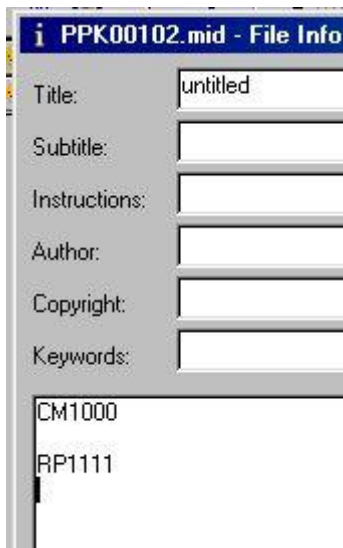 i PPK00102.mid - File Info
Title: untitled
Subtitle:
Instructions:
Author:
Copyright:
Keywords:
CM1000
RP1111